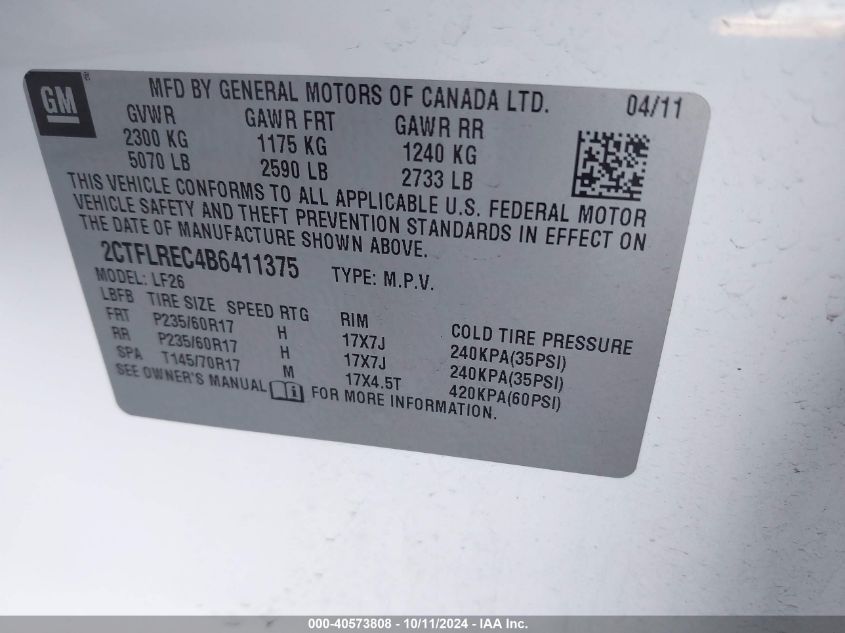 GM ®
MFD BY GENERAL MOTORS OF CANADA LTD. 04/11
GVWR GAWR FRT GAWR RR
2300 KG 1175 KG 1240 KG
5070 LB 2590 LB 2733 LB
THIS VEHICLE CONFORMS TO ALL APPLICABLE U.S. FEDERAL MOTOR
VEHICLE SAFETY AND THEFT PREVENTION STANDARDS IN EFFECT ON
THE DATE OF MANUFACTURE SHOWN ABOVE.
2CTFLREC4B6411375 TYPE: M.P.V.
MODEL: LF26
LBFB TIRE SIZE SPEED RTG RIM COLD TIRE PRESSURE
FRT P235/60R17 H 17X7J 240KPA(35PSI)
RR P235/60R17 H 17X7J 240KPA(35PSI)
SPA T145/70R17 M 17X4.5T 420KPA(60PSI)
SEE OWNER'S MANUAL FOR MORE INFORMATION.
000-40573808 - 10/11/2024 - IAA Inc.